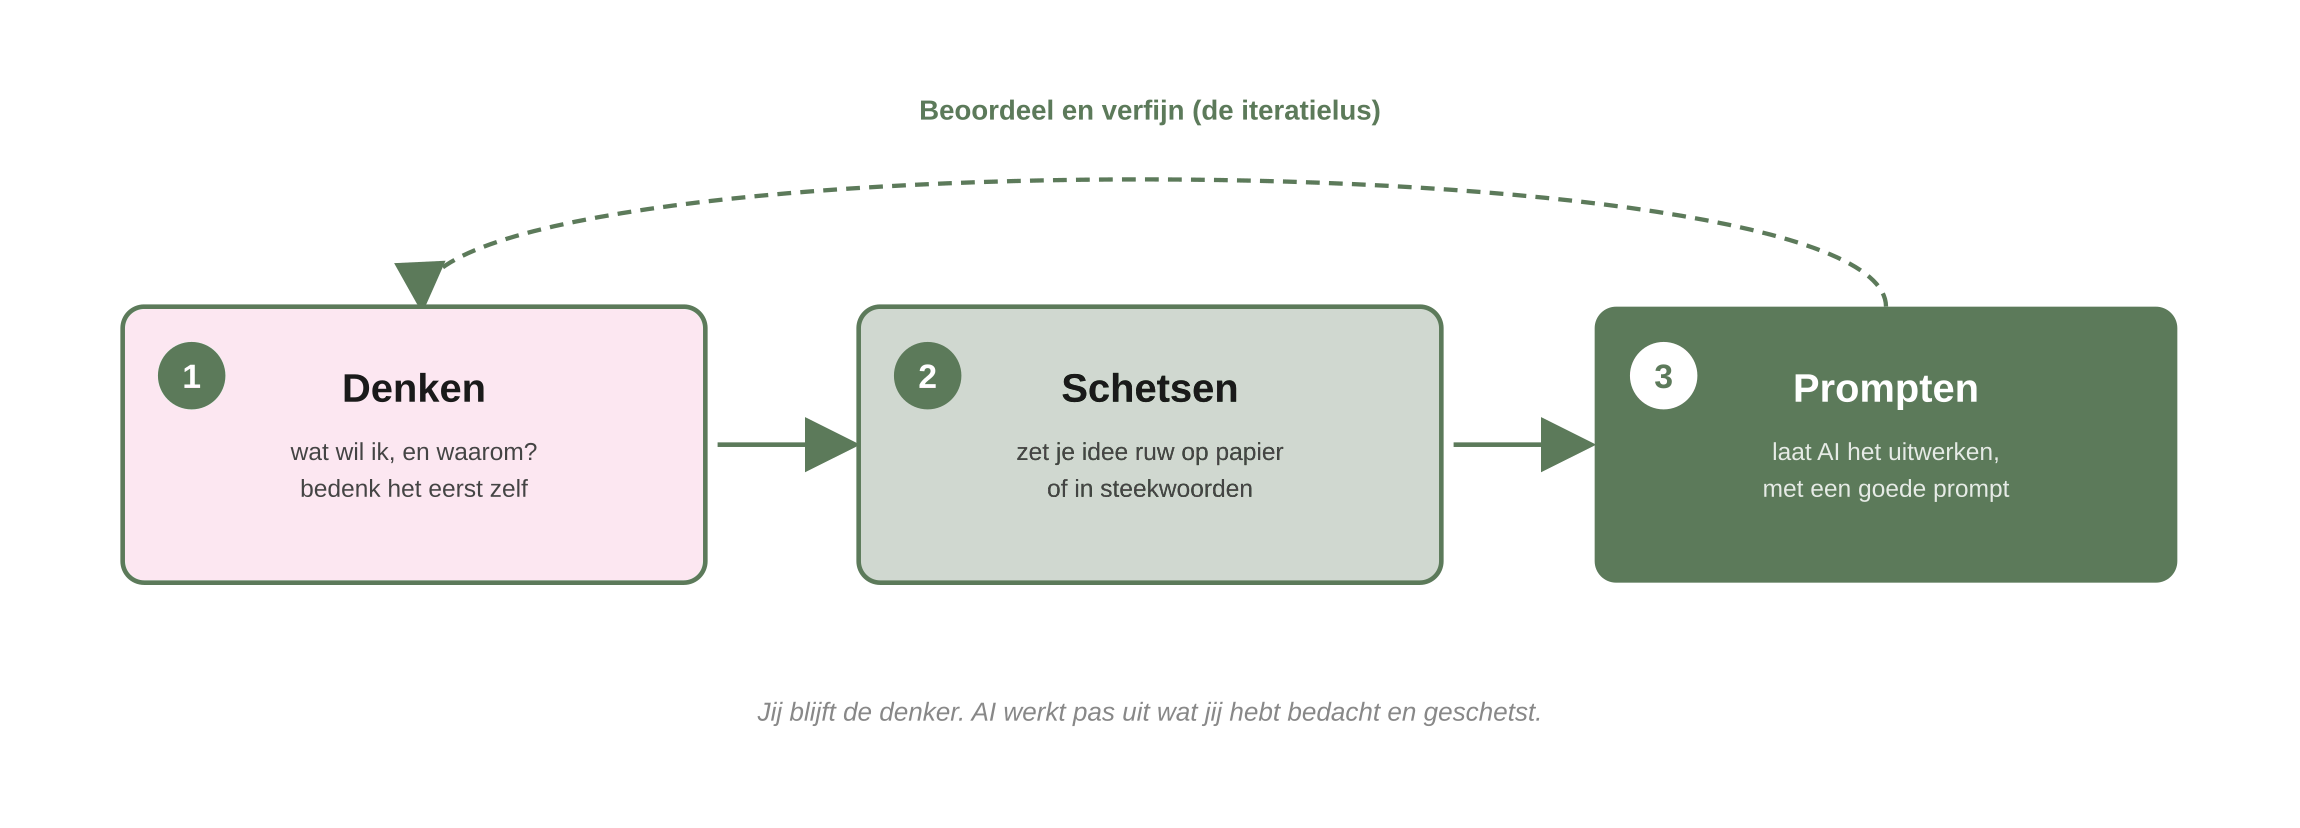 Beoordeel en verfijn (de iteratielus)
1
Denken
wat wil ik, en waarom?
bedenk het eerst zelf
2
Schetsen
zet je idee ruw op papier
of in steekwoorden
3
Prompten
laat AI het uitwerken,
met een goede prompt
Jij blijft de denker. AI werkt pas uit wat jij hebt bedacht en geschetst.